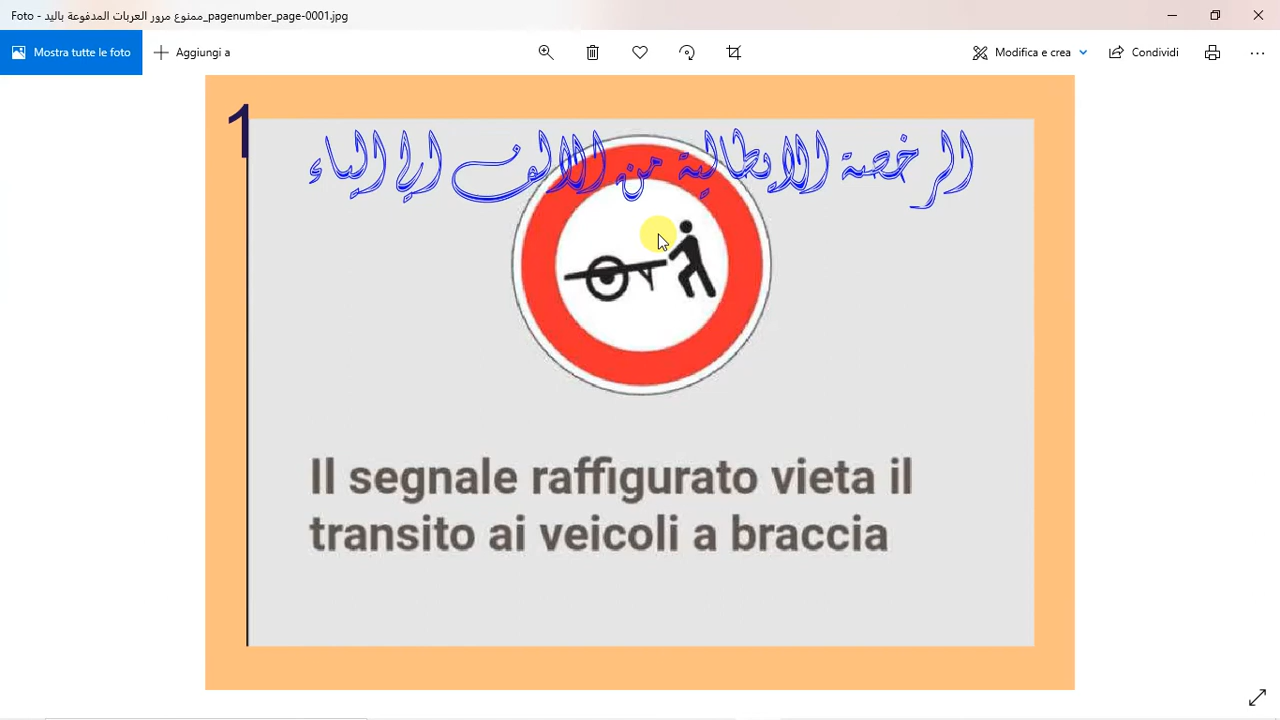 Foto - ممنوع مرور العربات المدفوعة باليد_pagenumber_page-0001.jpg
Mostra tutte le foto
Aggiungi a
Modifica e crea
Condividi
1
الرخصة الايطالية من الالف الي الياء
Il segnale raffigurato vieta il
transito ai veicoli a braccia